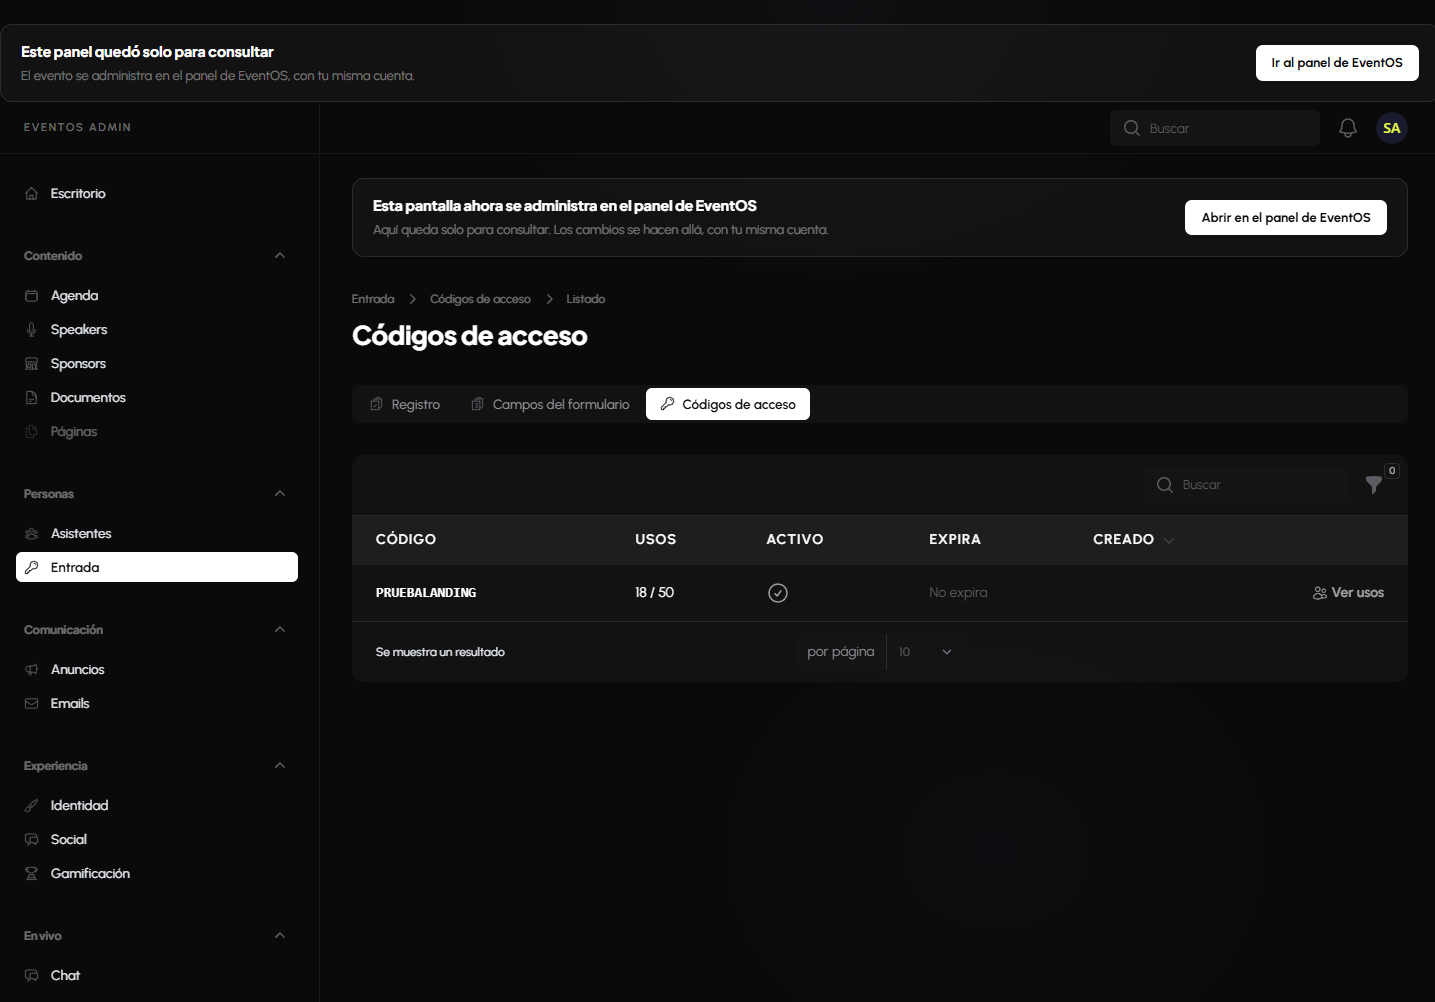 Este panel quedó solo para consultar
El evento se administra en el panel de EventOS, con tu misma cuenta.
Ir al panel de EventOS
EVENTOS ADMIN
Buscar
SA
Escritorio
Contenido
Agenda
Speakers
Sponsors
Documentos
Páginas
Personas
Asistentes
Entrada
Comunicación
Anuncios
Emails
Experiencia
Identidad
Social
Gamificación
En vivo
Chat
Esta pantalla ahora se administra en el panel de EventOS
Aquí queda solo para consultar. Los cambios se hacen allá, con tu misma cuenta.
Abrir en el panel de EventOS
Entrada > Códigos de acceso > Listado
Códigos de acceso
Registro Campos del formulario Códigos de acceso
Buscar 0
CÓDIGO USOS ACTIVO EXPIRA CREADO
PRUEBALANDING 18 / 50 No expira Ver usos
Se muestra un resultado por página 10